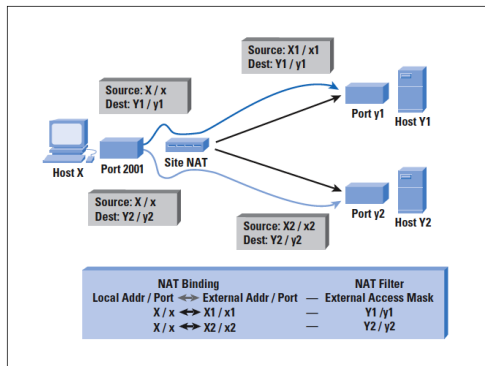 Source: X1 / x1
Dest: Y1 / y1
Source: X / x
Dest: Y1 / y1
Port y1
Host Y1
Host X
Port 2001
Site NAT
Source: X / x
Dest: Y2 / y2
Source: X2 / x2
Dest: Y2 / y2
Port y2
Host Y2
NAT Binding NAT Filter
Local Addr / Port ↔ External Addr / Port — External Access Mask
X / x ↔ X1 / x1 — Y1 /y1
X / x ↔ X2 / x2 — Y2 / y2